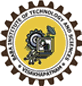 INSTITUTE OF TECHNOLOGY AND SCIENCE
VISAKHAPATNAM